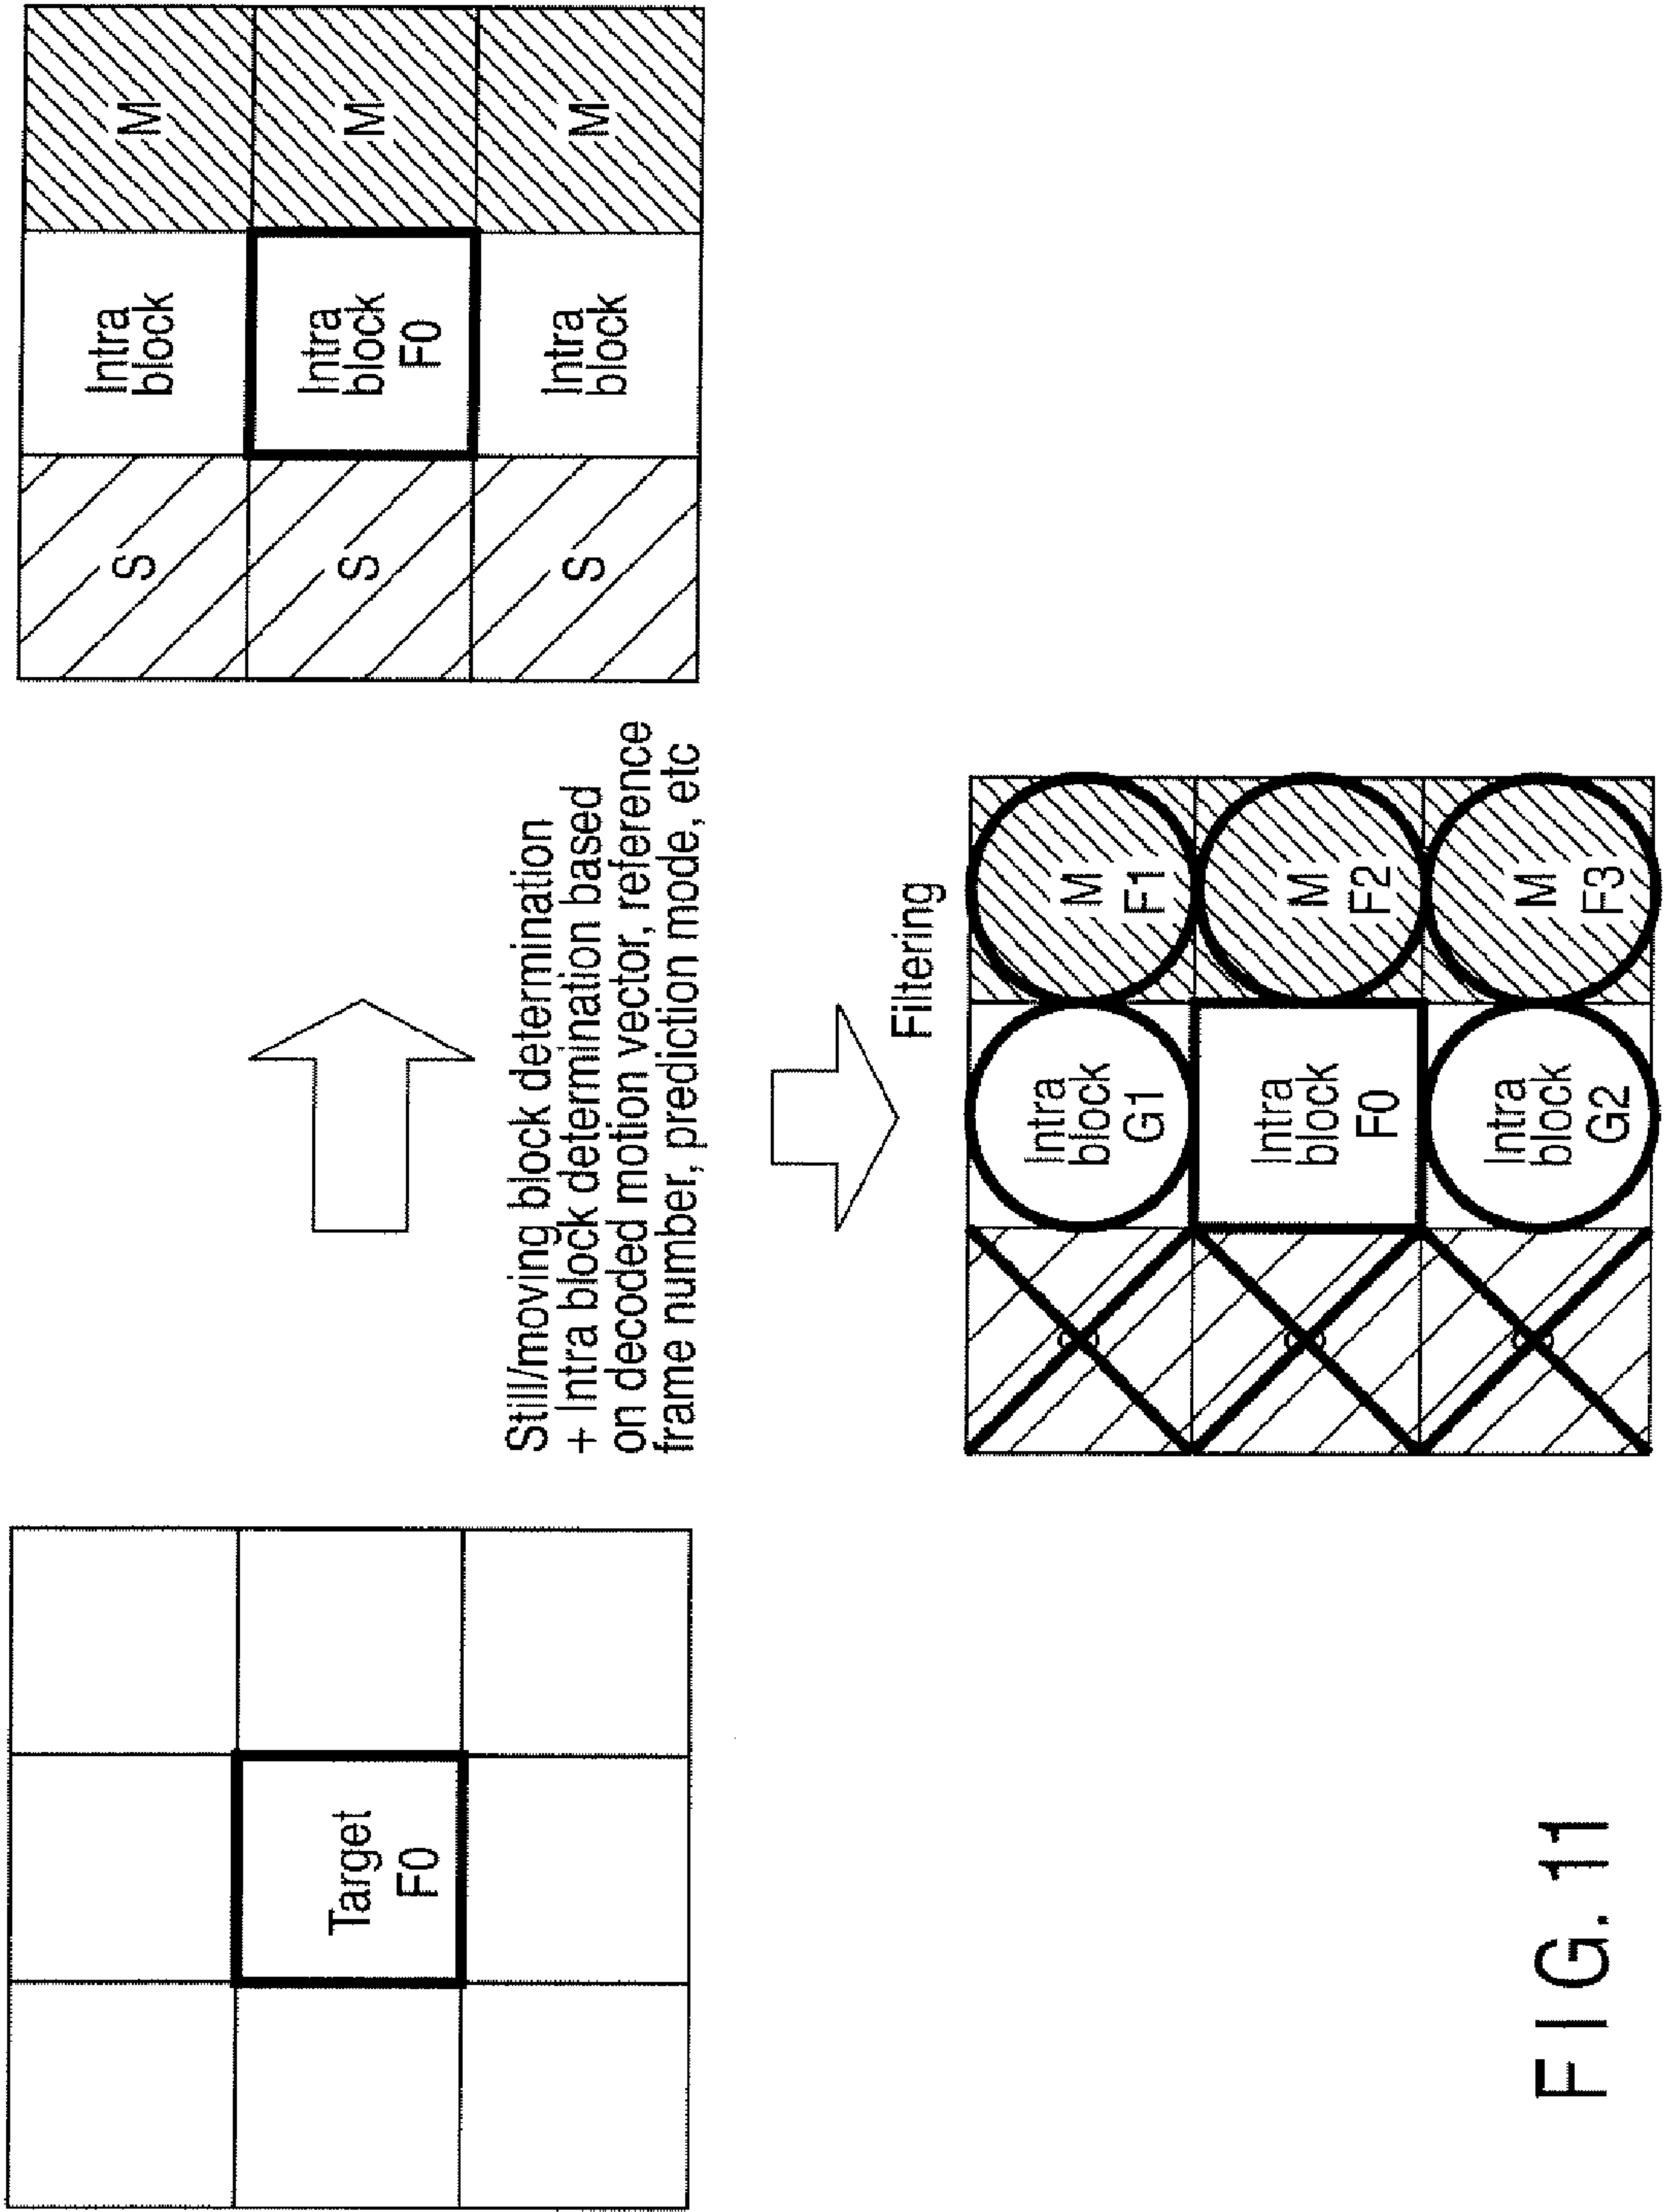 Target
F0
Still/moving block determination
+ Intra block determination based
on decoded motion vector, reference
frame number, prediction mode, etc
S
Intra
block
M
S
Intra
block
F0
M
S
Intra
block
M
Filtering
Intra
block
G1
M
F1
Intra
block
F0
M
F2
Intra
block
G2
M
F3
FIG. 11